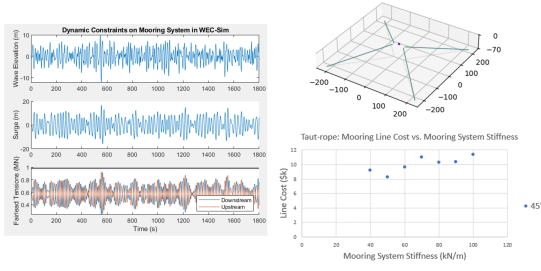 Dynamic Constraints on Mooring System in WEC-Sim
Wave Elevation (m)
10
0
-10
0 200 400 600 800 1000 1200 1400 1600 1800
Surge (m)
20
0
-20
0 200 400 600 800 1000 1200 1400 1600 1800
Fairlead Tensions (MN)
1
0.8
0.6
0.4
Downstream
Upstream
0 200 400 600 800 1000 1200 1400 1600 1800
Time (s)
0
-70
-200
-100
0
100
200
-200
-100
0
100
200
Taut-rope: Mooring Line Cost vs. Mooring System Stiffness
Line Cost ($k)
12
10
8
6
4
2
0
0 20 40 60 80 100 120
Mooring System Stiffness (kN/m)
45°